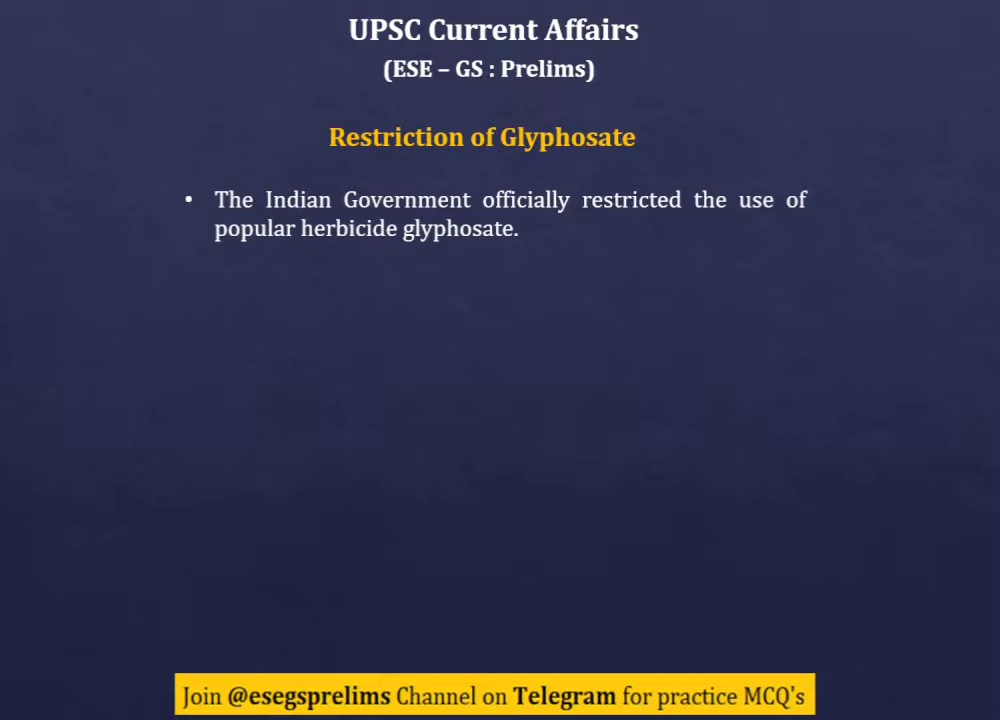 UPSC Current Affairs
(ESE – GS : Prelims)
Restriction of Glyphosate
• The Indian Government officially restricted the use of
popular herbicide glyphosate.
Join @esegsprelims Channel on Telegram for practice MCQ's